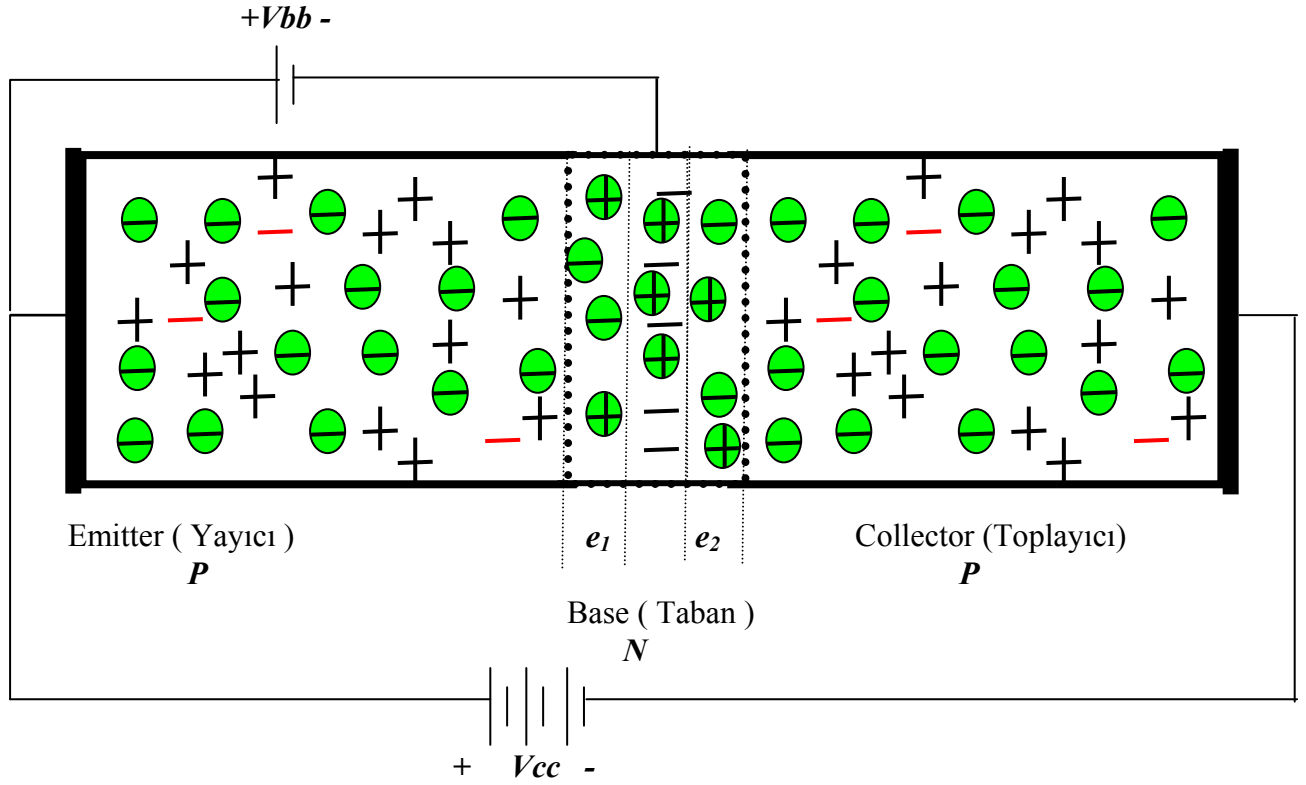 +Vbb -
Emitter ( Yayıcı ) e1 e2 Collector (Toplayıcı)
P P
Base ( Taban )
N
+ Vcc -